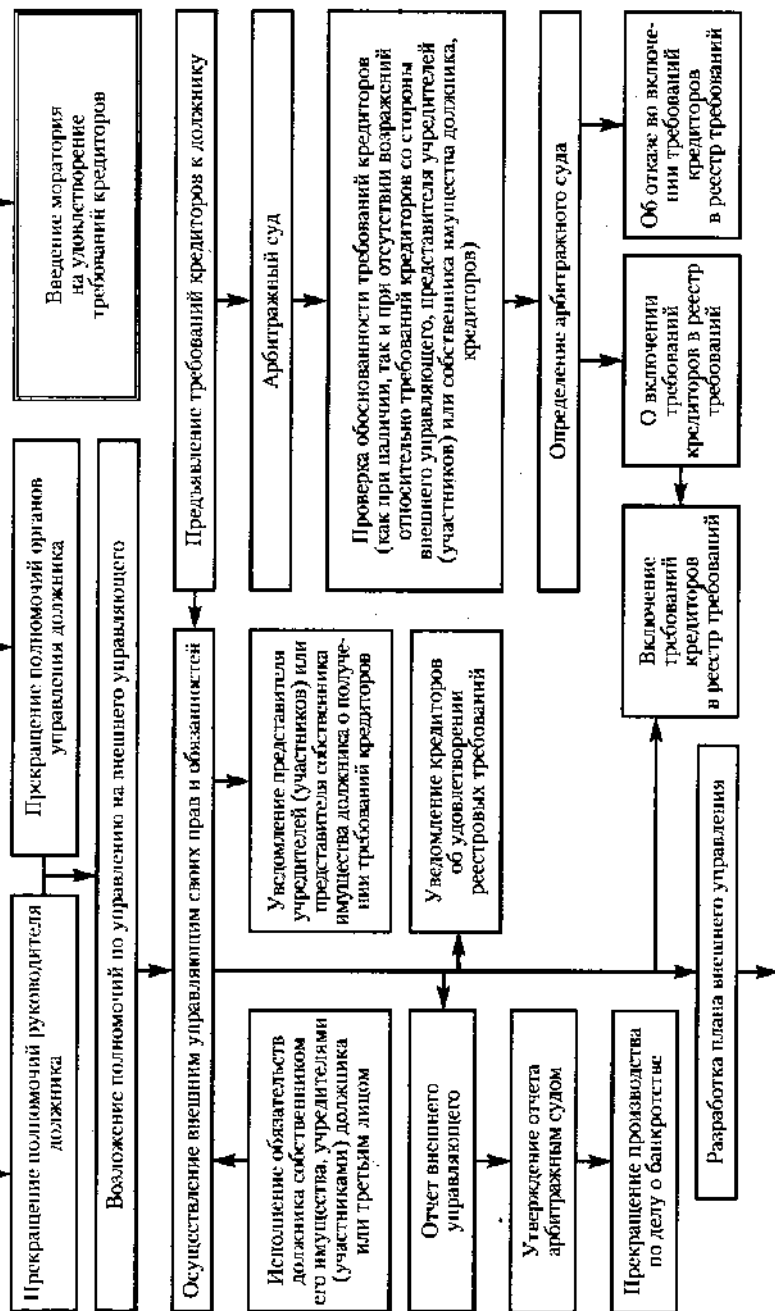 Прекращение полномочий руководителя
должника
Прекращение полномочий органов
управления должника
Введение моратория
на удовлетворение
требований кредиторов
Возложение полномочий по управлению на внешнего управляющего
Осуществление внешним управляющим своих прав и обязанностей
Предъявление требований кредиторов к должнику
Исполнение обязательств
должника собственником
его имущества, учредителями
(участниками) должника
или третьим лицом
Уведомление представителя
учредителей (участников) или
представителя собственника
имущества должника о получе-
нии требований кредиторов
Арбитражный суд
Отчет внешнего
управляющего
Уведомление кредиторов
об удовлетворении
реестровых требований
Проверка обоснованности требований кредиторов
(как при наличии, так и при отсутствии возражений
относительно требований кредиторов со стороны
внешнего управляющего, представителя учредителей
(участников) или собственника имущества должника,
кредиторов)
Утверждение отчета
арбитражным судом
Определение арбитражного суда
Прекращение производства
по делу о банкротстве
Включение
требований
кредиторов
в реестр требований
О включении
требований
кредиторов в реестр
требований
Об отказе во включе-
нии требований
кредиторов
в реестр требований
Разработка плана внешнего управления